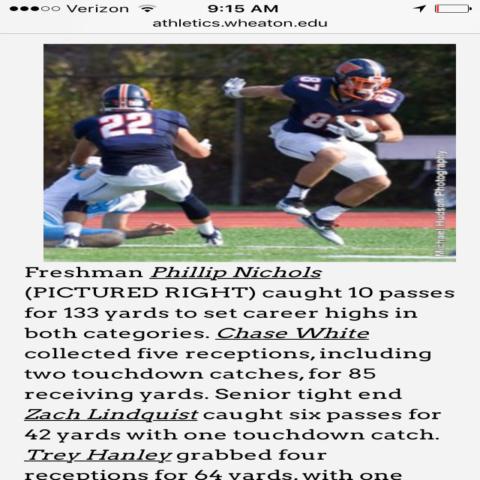 Verizon 9:15 AM
athletics.wheaton.edu
87
22
8
Michael Hudson Photography
Freshman Phillip Nichols
(PICTURED RIGHT) caught 10 passes
for 133 yards to set career highs in
both categories. Chase White
collected five receptions, including
two touchdown catches, for 85
receiving yards. Senior tight end
Zach Lindquist caught six passes for
42 yards with one touchdown catch.
Trey Hanley grabbed four
receptions for 64 yards, with one